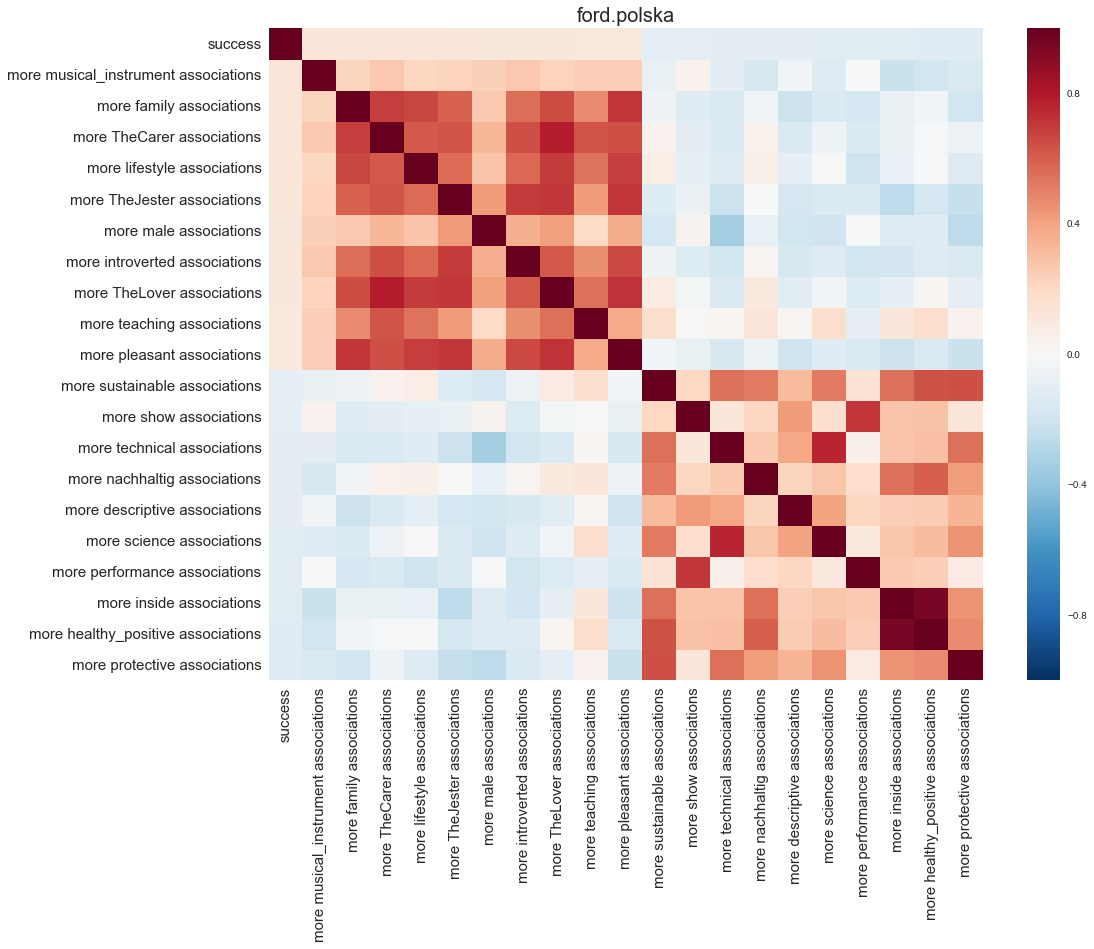 ford.polska
success
more musical_instrument associations
more family associations
more TheCarer associations
more lifestyle associations
more TheJester associations
more male associations
more introverted associations
more TheLover associations
more teaching associations
more pleasant associations
more sustainable associations
more show associations
more technical associations
more nachhaltig associations
more descriptive associations
more science associations
more performance associations
more inside associations
more healthy_positive associations
more protective associations
0.8
0.4
0.0
−0.4
−0.8
success
more musical_instrument associations
more family associations
more TheCarer associations
more lifestyle associations
more TheJester associations
more male associations
more introverted associations
more TheLover associations
more teaching associations
more pleasant associations
more sustainable associations
more show associations
more technical associations
more nachhaltig associations
more descriptive associations
more science associations
more performance associations
more inside associations
more healthy_positive associations
more protective associations